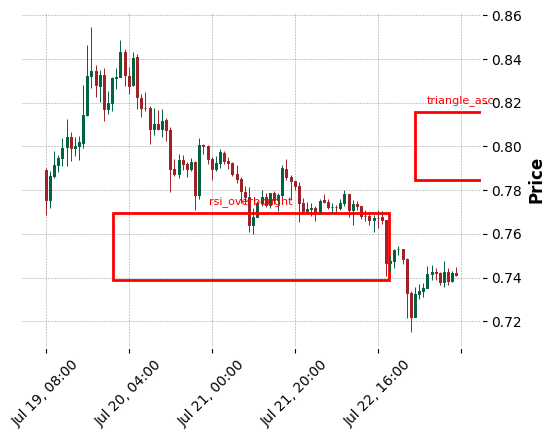 0.86
0.84
triangle_asc
0.82
0.80
0.78
rsi_overbought
0.76
0.74
0.72
Price
Jul 19, 08:00
Jul 20, 04:00
Jul 21, 00:00
Jul 21, 20:00
Jul 22, 16:00